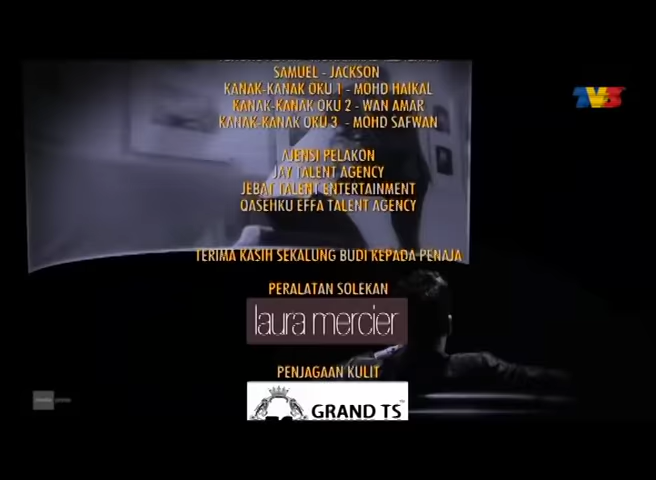 SAMUEL - JACKSON
KANAK-KANAK OKU 1 - MOHD HAIKAL
KANAK-KANAK OKU 2 - WAN AMAR
KANAK-KANAK OKU 3 - MOHD SAFWAN
AJENSI PELAKON
JAY TALENT AGENCY
JEBAT TALENT ENTERTAINMENT
QASEHKU EFFA TALENT AGENCY
TERIMA KASIH SEKALUNG BUDI KEPADA PENAJA
PERALATAN SOLEKAN
laura mercier
PENJAGAAN KULIT
GRAND TS
TV3